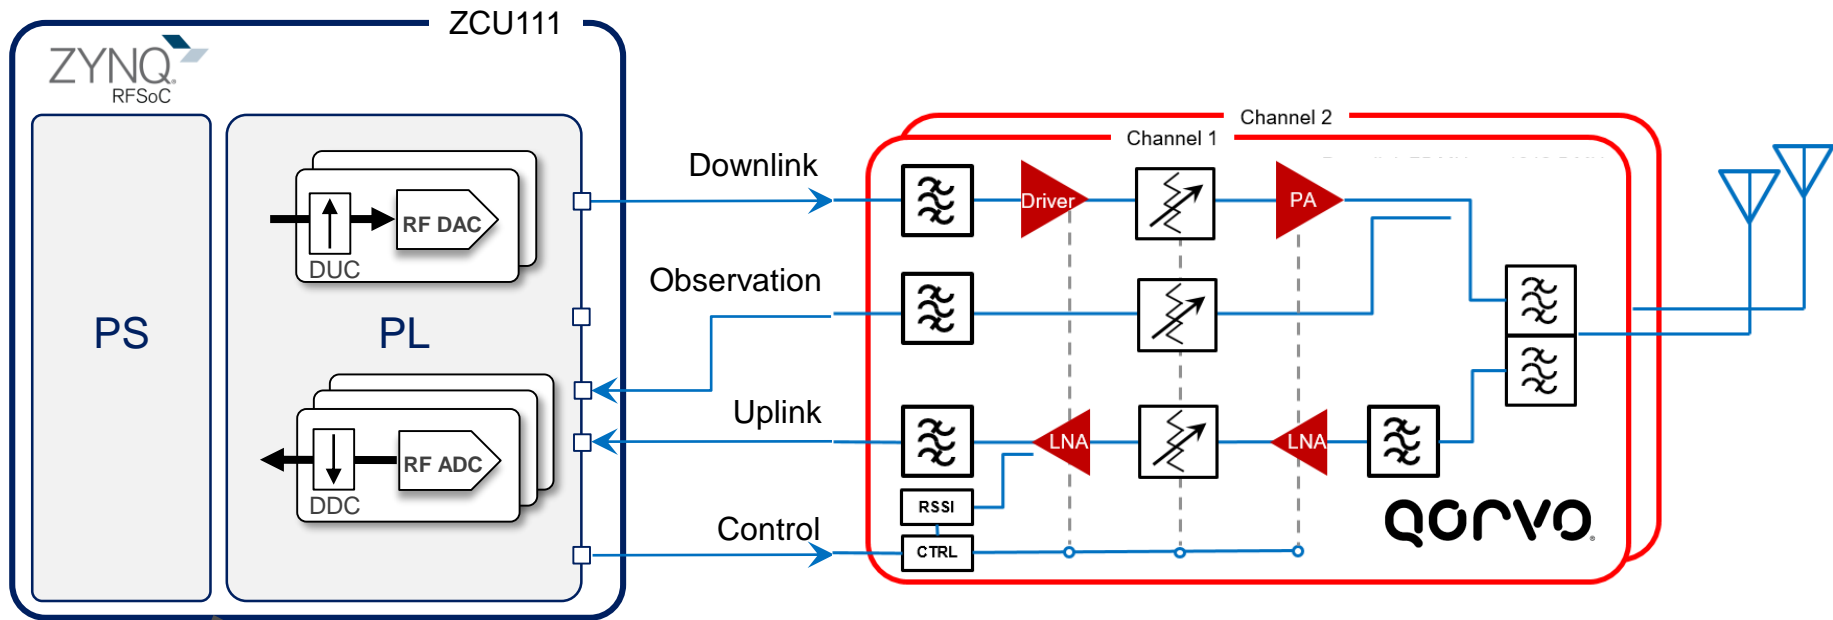 ZCU111
ZYNQ
RFSoC
PS
PL
RF DAC
DUC
RF ADC
DDC
Downlink
Observation
Uplink
Control
Channel 2
Channel 1
Driver
PA
LNA
LNA
RSSI
CTRL
QORVO